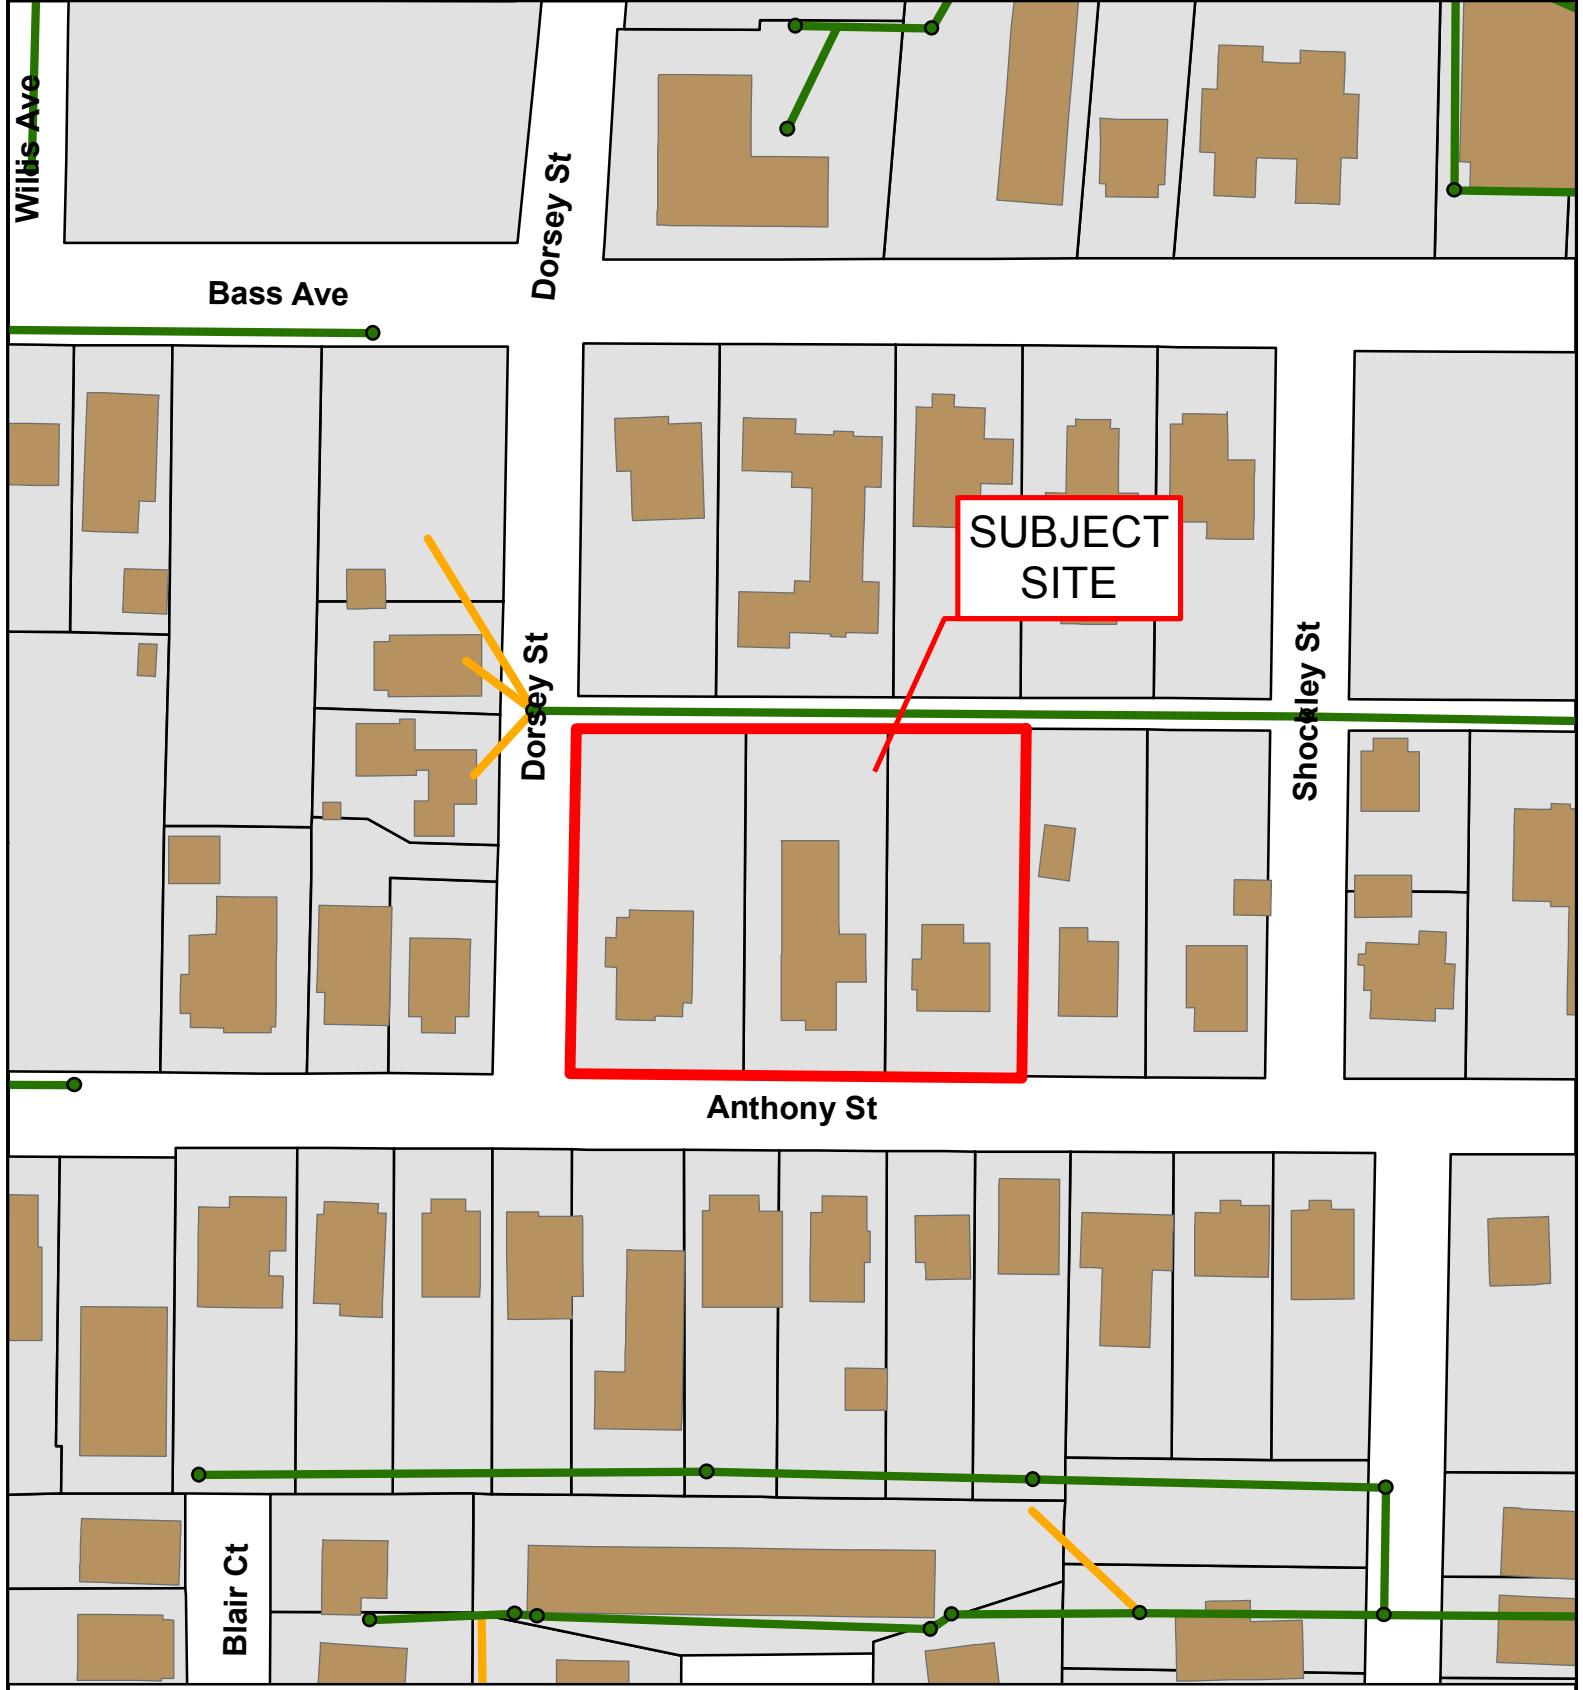 Willis Ave
Dorsey St
Bass Ave
SUBJECT
SITE
Dorsey St
Shockley St
Anthony St
Blair Ct